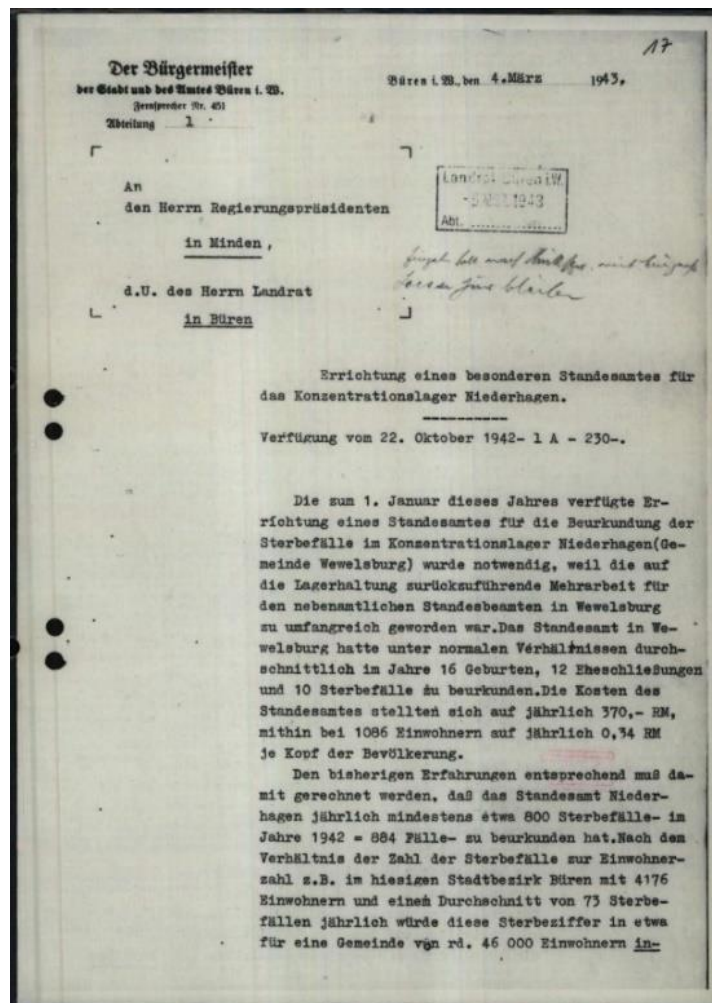 17
Der Bürgermeister
der Stadt und des Amtes Büren i. W.
Fernsprecher Nr. 451
Abteilung 1
Büren i. W., den 4. März 1943.
An
den Herrn Regierungspräsidenten
in Minden,
d.U. des Herrn Landrat
in Büren
Landrat Büren i.W.
1943
Abt.
Errichtung eines besonderen Standesamtes für
das Konzentrationslager Niederhagen.
Verfügung vom 22. Oktober 1942- 1 A - 230-.
Die zum 1. Januar dieses Jahres verfügte Er-
richtung eines Standesamtes für die Beurkundung der
Sterbefälle im Konzentrationslager Niederhagen(Ge-
meinde Wewelsburg) wurde notwendig, weil die auf
die Lagerhaltung zurückzuführende Mehrarbeit für
den nebenamtlichen Standesbeamten in Wewelsburg
zu umfangreich geworden war.Das Standesamt in We-
welsburg hatte unter normalen Verhältnissen durch-
schnittlich im Jahre 16 Geburten, 12 Eheschließungen
und 10 Sterbefälle zu beurkunden.Die Kosten des
Standesamtes stellten sich auf jährlich 370,- RM,
mithin bei 1086 Einwohnern auf jährlich 0,34 RM
je Kopf der Bevölkerung.
Den bisherigen Erfahrungen entsprechend muß da-
mit gerechnet werden, daß das Standesamt Nieder-
hagen jährlich mindestens etwa 800 Sterbefälle- im
Jahre 1942 = 884 Fälle- zu beurkunden hat.Nach dem
Verhältnis der Zahl der Sterbefälle zur Einwohner-
zahl z.B. im hiesigen Stadtbezirk Büren mit 4176
Einwohnern und einem Durchschnitt von 73 Sterbe-
fällen jährlich würde diese Sterbeziffer in etwa
für eine Gemeinde von rd. 46 000 Einwohnern in-